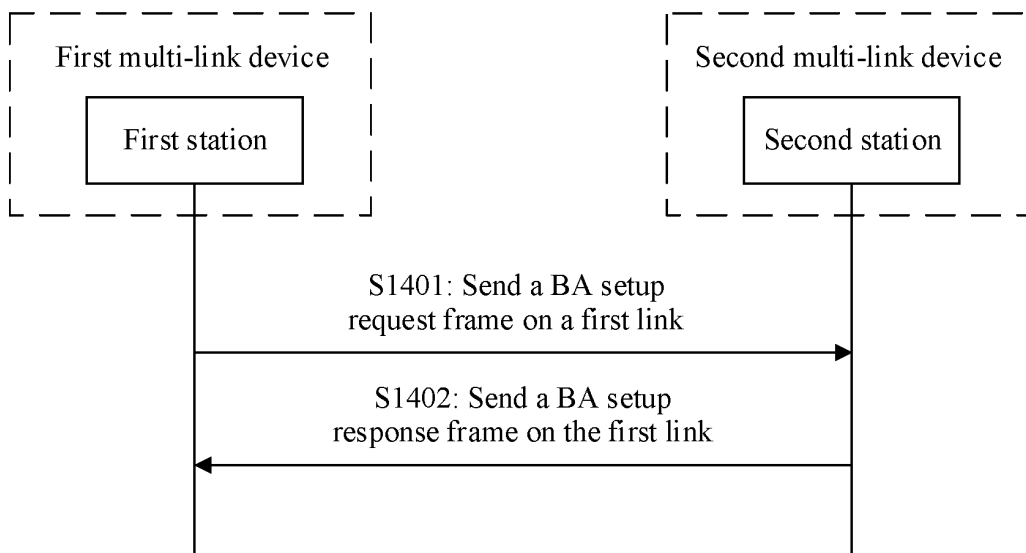 First multi-link device
First station
Second multi-link device
Second station
S1401: Send a BA setup
request frame on a first link
S1402: Send a BA setup
response frame on the first link